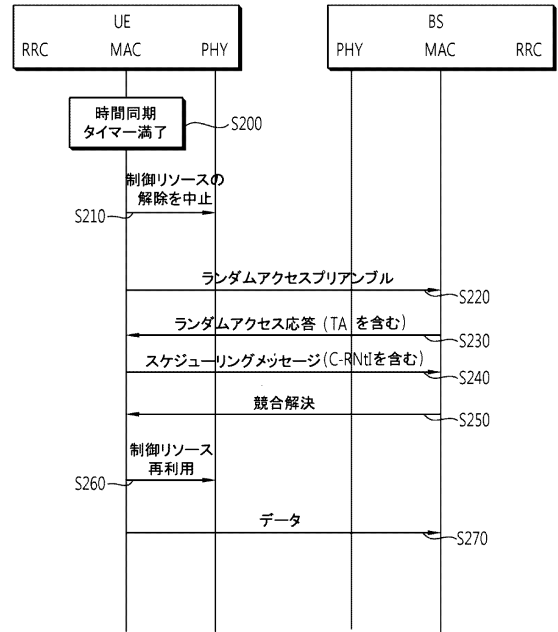 UE
RRC MAC PHY
BS
PHY MAC RRC
時間同期
タイマー満了
S200
制御リソースの
解除を中止
S210
ランダムアクセスプリアンブル
S220
ランダムアクセス応答 (TA を含む)
S230
スケジューリングメッセージ (C-RNtIを含む)
S240
競合解決
S250
制御リソース
再利用
S260
データ
S270